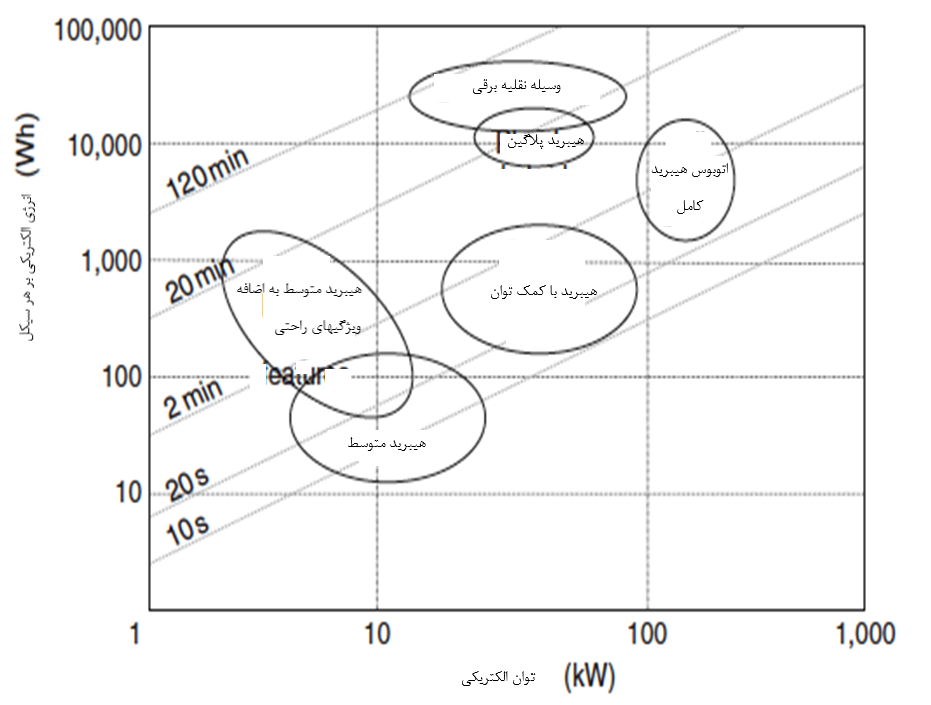 100,000
10,000
1,000
100
10
(Wh)
انرژی الکتریکی بر هر سیکل
120 min
20 min
2 min
20 s
10 s
وسیله نقلیه برقی
هیبرید پلاگین
اتوبوس هیبرید
کامل
هیبرید متوسط به اضافه
ویژگیهای راحتی
هیبرید با کمک توان
هیبرید متوسط
1
10
100
1,000
توان الکتریکی
(kW)